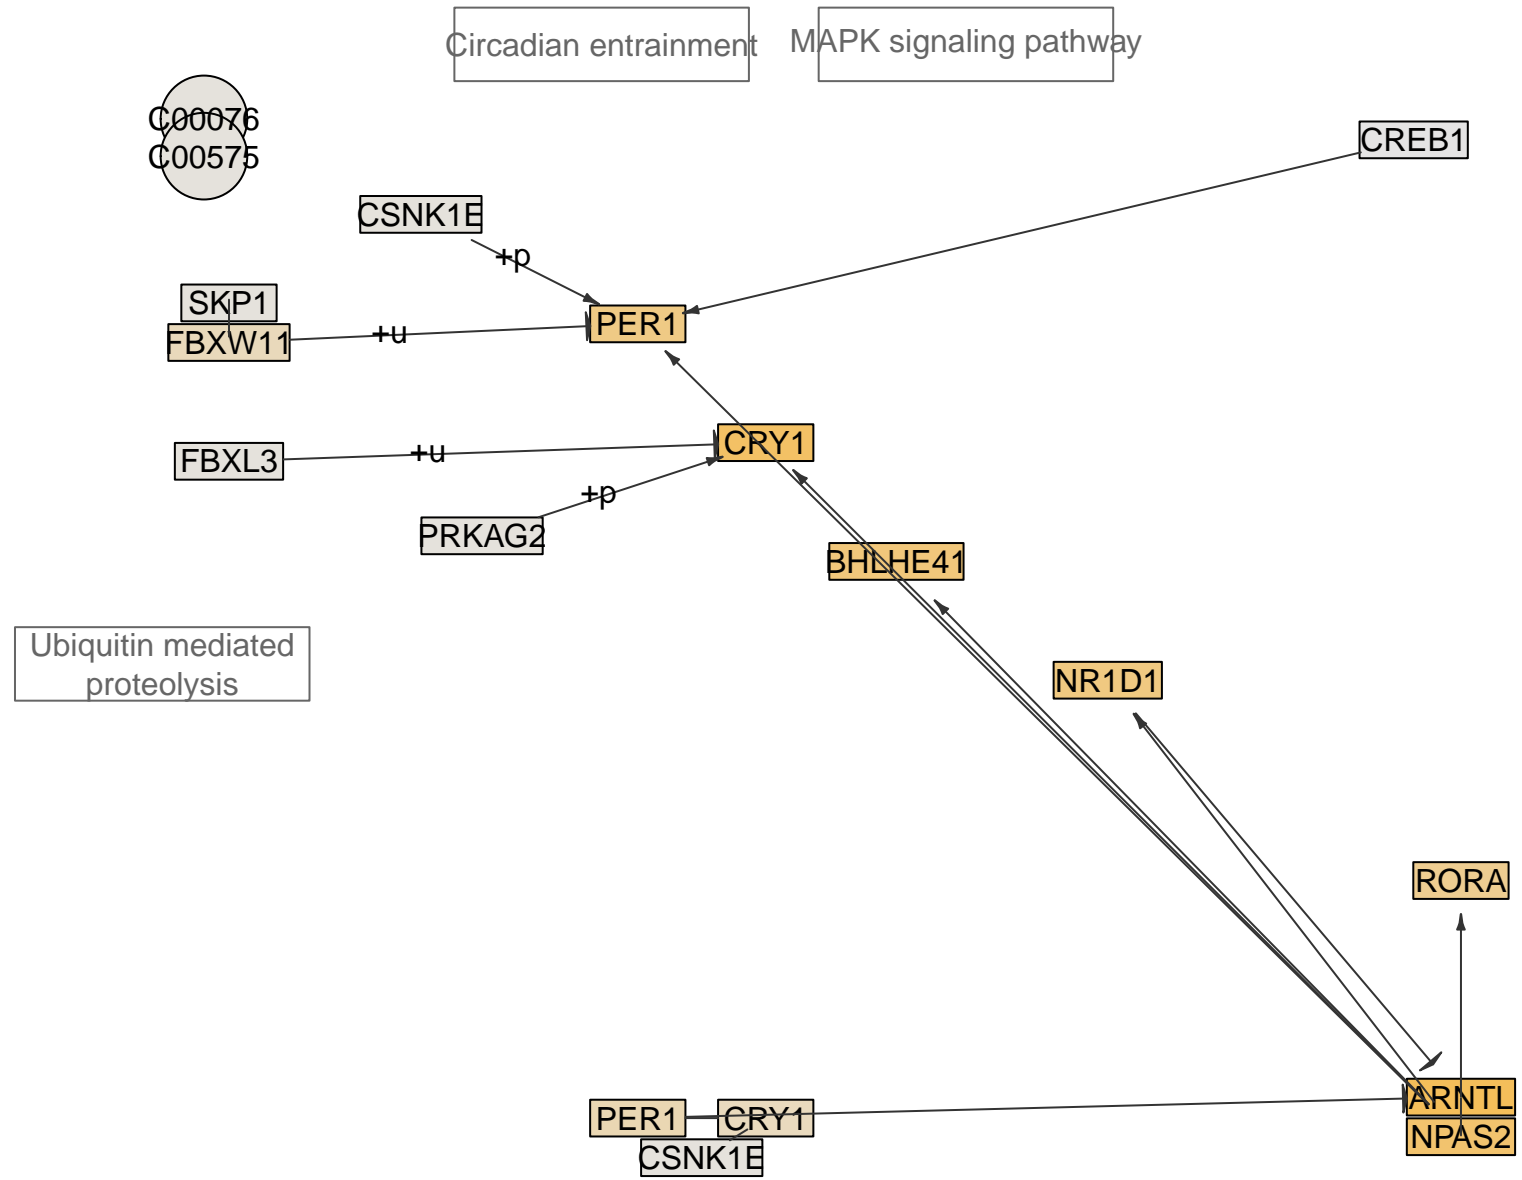 Circadian entrainment
MAPK signaling pathway
C00076
CREB1
C00575
CSNK1E
+p
SKP1
PER1
FBXW11
+u
CRY1
FBXL3
+u
+p
PRKAG2
BHLHE41
Ubiquitin mediated
proteolysis
NR1D1
RORA
ARNTL
PER1
CRY1
NPAS2
CSNK1E